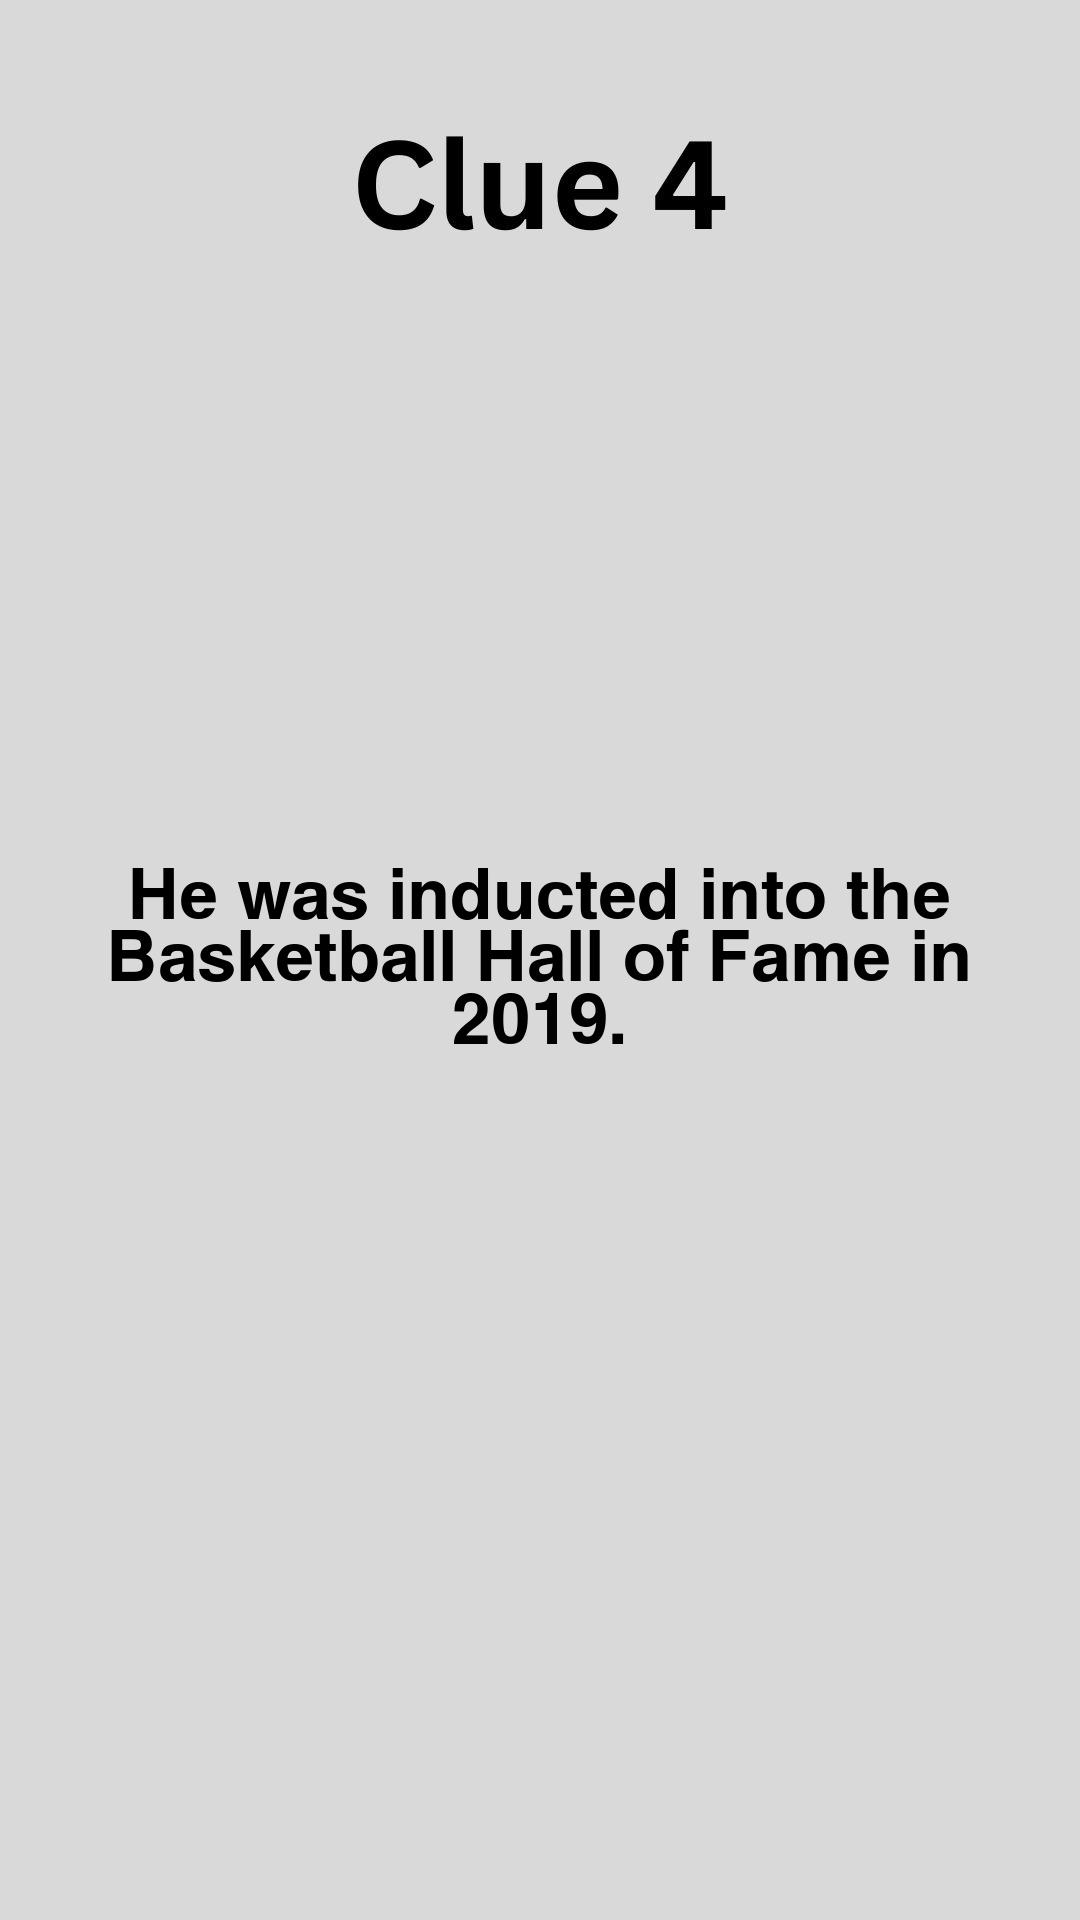 Clue 4
He was inducted into the
Basketball Hall of Fame in
2019.